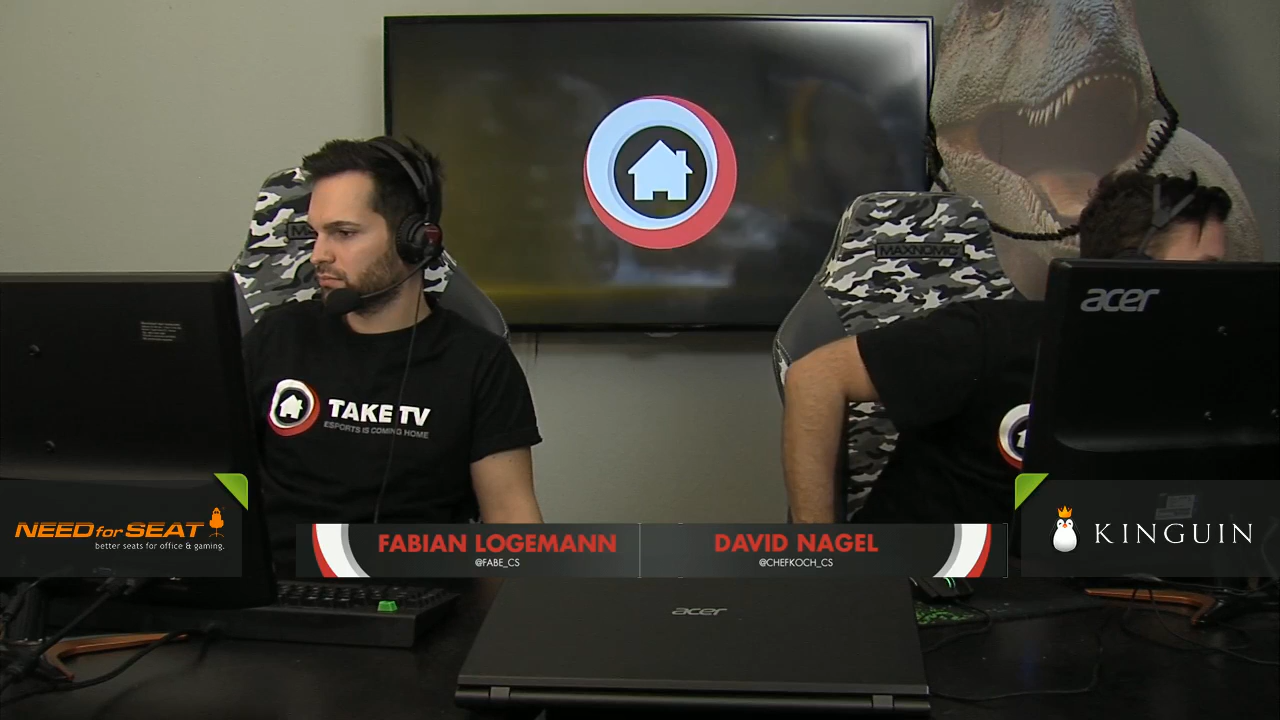 MAXNOMIC
acer
TAKE TV
ESPORTS IS COMING HOME
NEED for SEAT
better seats for office & gaming.
FABIAN LOGEMANN
@FABE_CS
DAVID NAGEL
@CHEFKOCH_CS
KINGUIN
acer